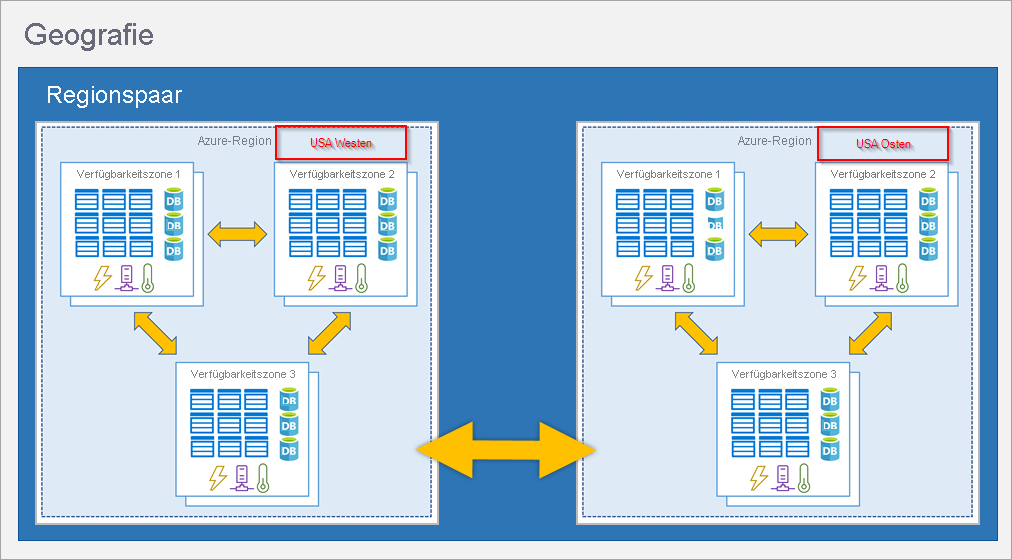 Geografie
Regionspaar
Azure-Region
USA Westen
Verfügbarkeitszone 1
DB
DB
DB
Verfügbarkeitszone 2
DB
DB
DB
Verfügbarkeitszone 3
DB
DB
DB
Azure-Region
USA Osten
Verfügbarkeitszone 1
DB
DB
DB
Verfügbarkeitszone 2
DB
DB
DB
Verfügbarkeitszone 3
DB
DB
DB